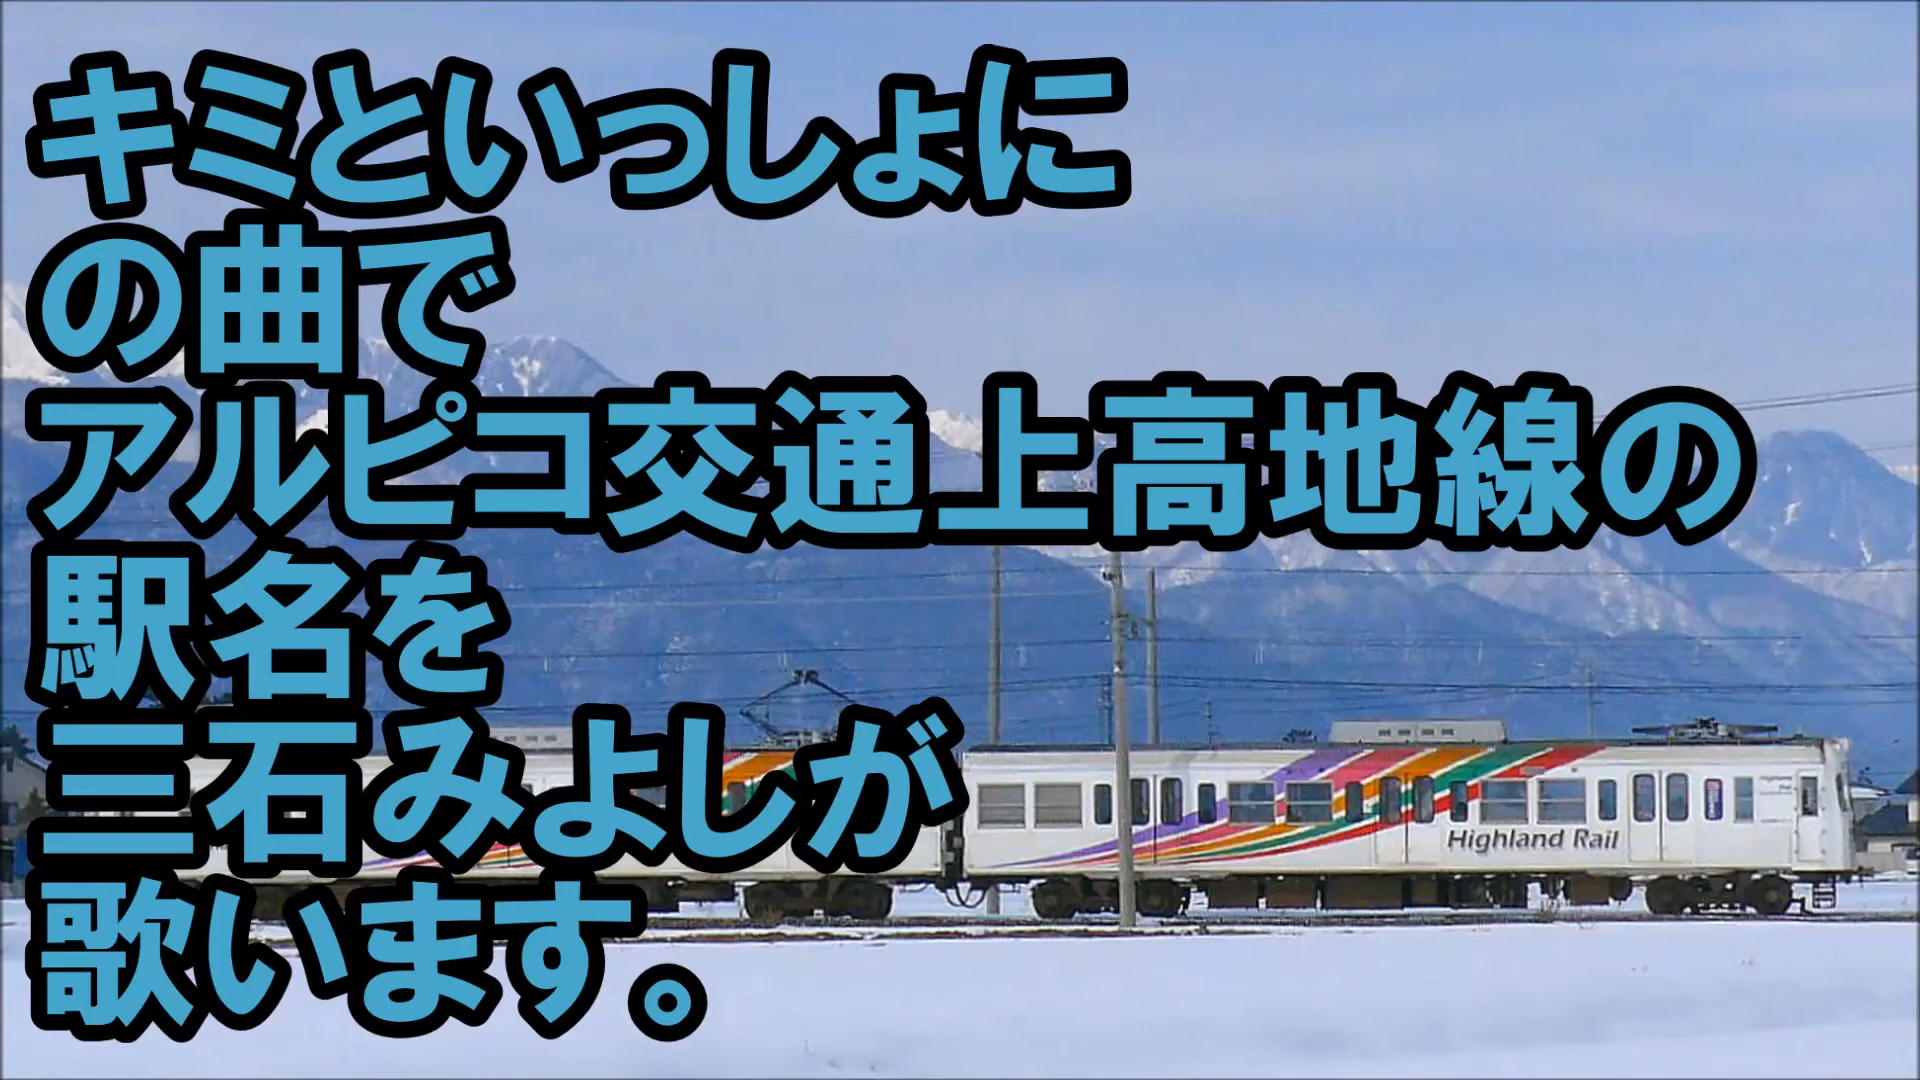 キミといっしょに
の曲で
アルピコ交通上高地線の
駅名を
三石みよしが
歌います。
Highland Rail